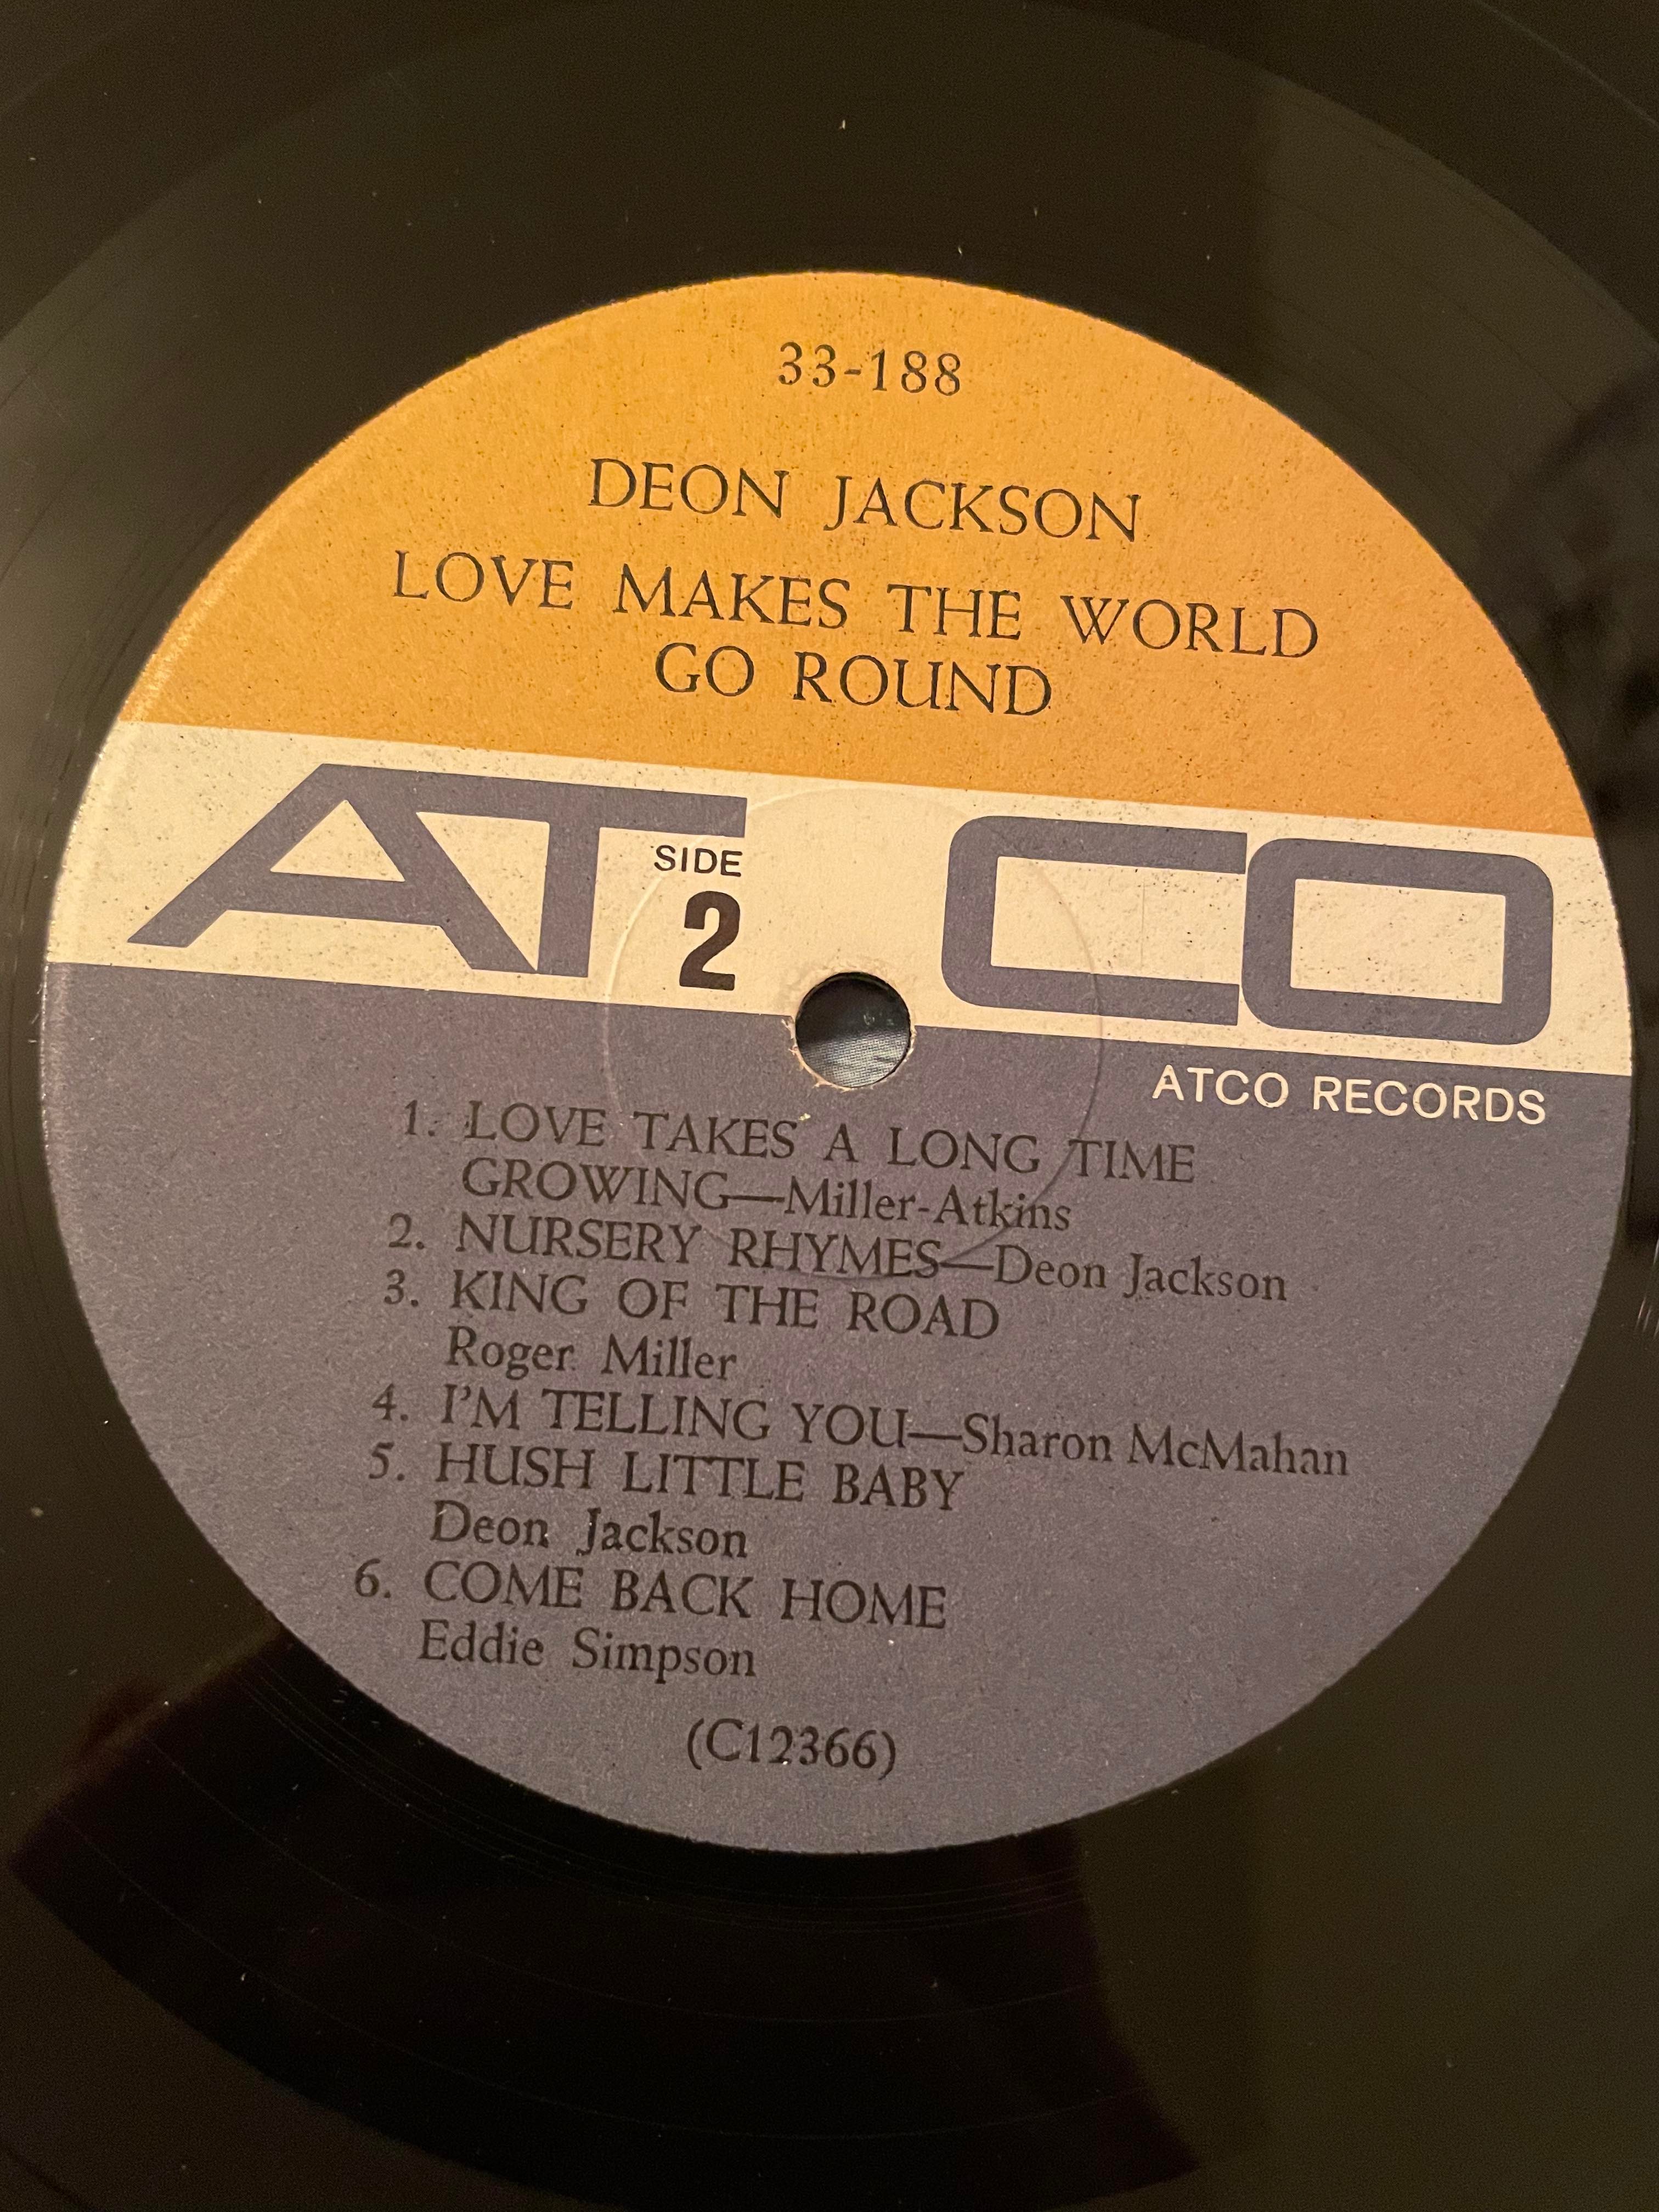 33-188
DEON JACKSON
LOVE MAKES THE WORLD
GO ROUND
ATCO
SIDE
2
ATCO RECORDS
1. LOVE TAKES A LONG TIME
GROWING—Miller-Atkins
2. NURSERY RHYMES—Deon Jackson
3. KING OF THE ROAD
Roger Miller
4. I'M TELLING YOU—Sharon McMahan
5. HUSH LITTLE BABY
Deon Jackson
6. COME BACK HOME
Eddie Simpson
(C12366)